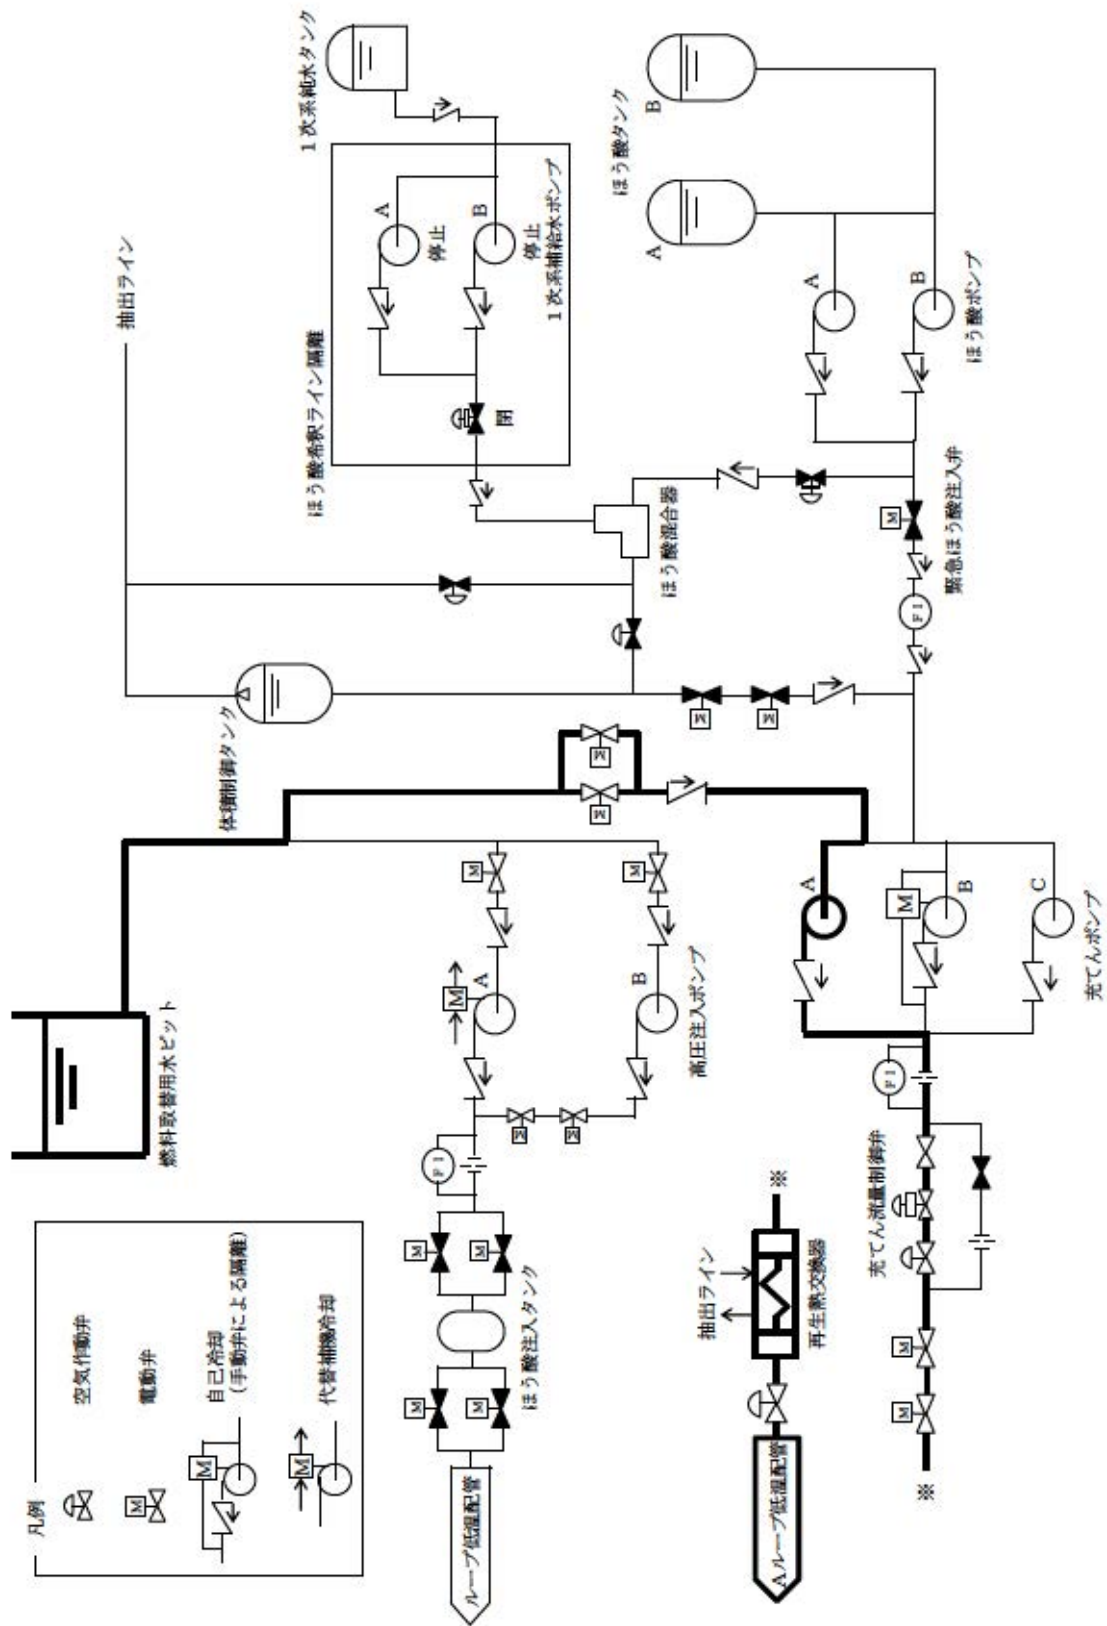 凡例
空気作動弁
電動弁
自己冷却
（手動弁による隔離）
代替補機冷却
M
M
M
燃料取替用水ピット
体積制御タンク
抽出ライン
1次系純水タンク
ほう酸希釈ライン隔離
A
停止
B
停止
1次系補給水ポンプ
閉
ループ低温配管
M
M
M
M
ほう酸注入タンク
FI
M
M
M
A
B
高圧注入ポンプ
M
M
M
M
M
M
ほう酸混合器
ほう酸タンク
A
B
Aループ低温配管
抽出ライン
再生熱交換器
※
A
B
ほう酸ポンプ
M
緊急ほう酸注入弁
FI
※
M
M
充てん流量制御弁
FI
A
M
B
C
充てんポンプ